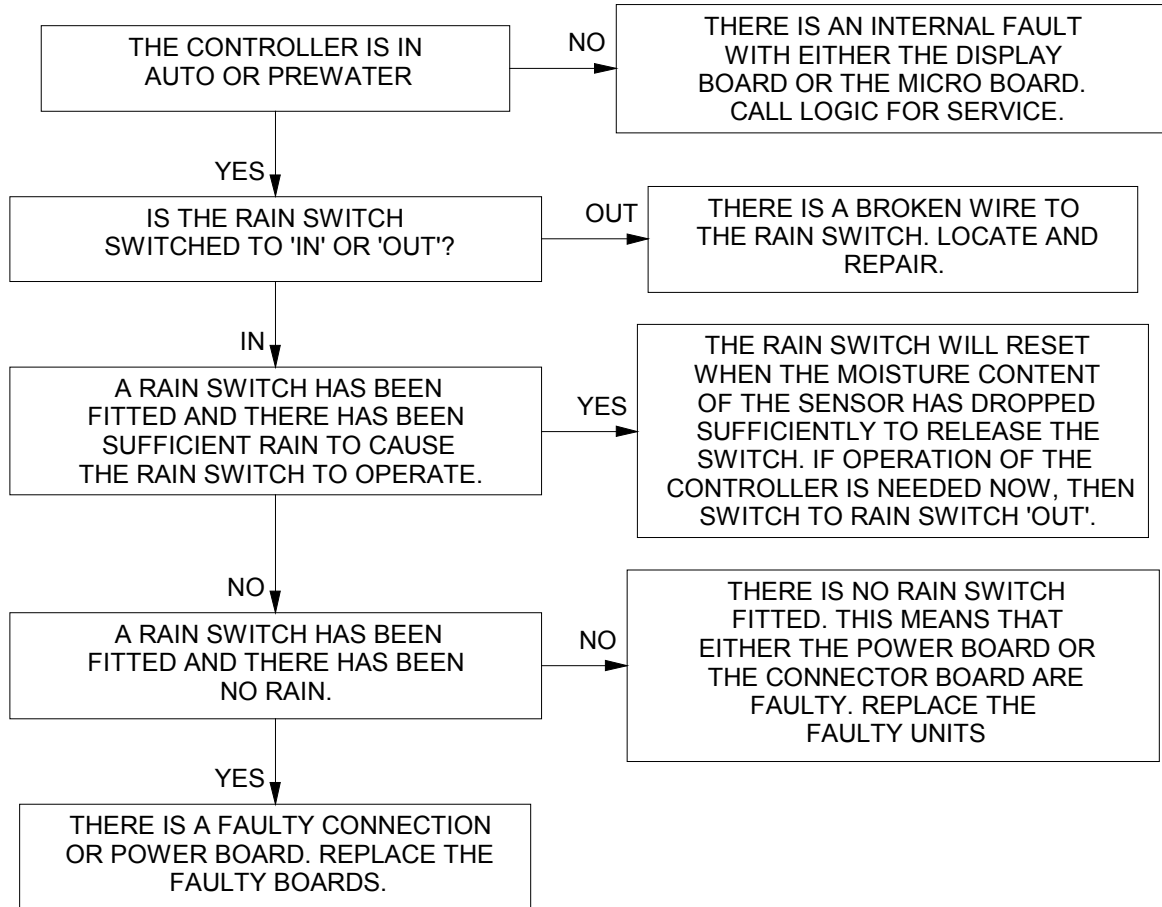 THE CONTROLLER IS IN
AUTO OR PREWATER
NO
THERE IS AN INTERNAL FAULT
WITH EITHER THE DISPLAY
BOARD OR THE MICRO BOARD.
CALL LOGIC FOR SERVICE.
YES
IS THE RAIN SWITCH
SWITCHED TO 'IN' OR 'OUT'?
OUT
THERE IS A BROKEN WIRE TO
THE RAIN SWITCH. LOCATE AND
REPAIR.
IN
A RAIN SWITCH HAS BEEN
FITTED AND THERE HAS BEEN
SUFFICIENT RAIN TO CAUSE
THE RAIN SWITCH TO OPERATE.
YES
THE RAIN SWITCH WILL RESET
WHEN THE MOISTURE CONTENT
OF THE SENSOR HAS DROPPED
SUFFICIENTLY TO RELEASE THE
SWITCH. IF OPERATION OF THE
CONTROLLER IS NEEDED NOW, THEN
SWITCH TO RAIN SWITCH 'OUT'.
NO
A RAIN SWITCH HAS BEEN
FITTED AND THERE HAS BEEN
NO RAIN.
NO
THERE IS NO RAIN SWITCH
FITTED. THIS MEANS THAT
EITHER THE POWER BOARD OR
THE CONNECTOR BOARD ARE
FAULTY. REPLACE THE
FAULTY UNITS
YES
THERE IS A FAULTY CONNECTION
OR POWER BOARD. REPLACE THE
FAULTY BOARDS.